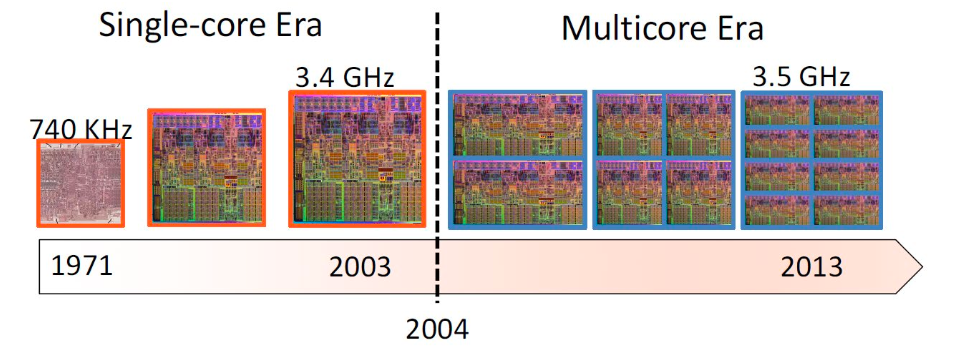 Single-core Era
Multicore Era
740 KHz
3.4 GHz
3.5 GHz
1971
2003
2013
2004